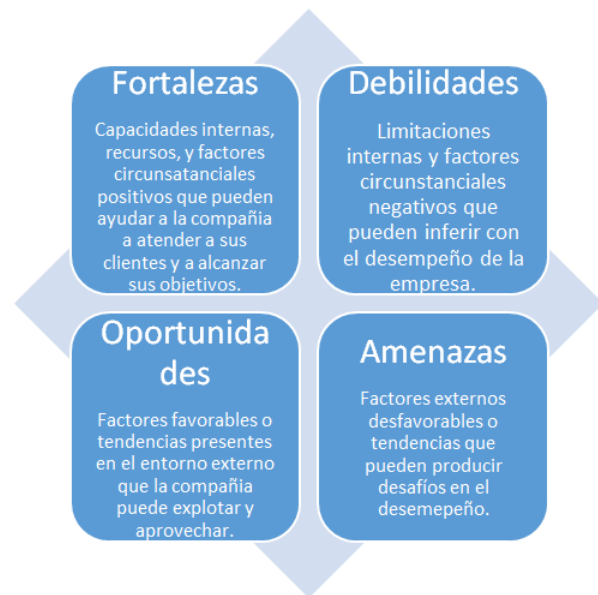 Fortalezas
Capacidades internas,
recursos, y factores
circunsatanciales
positivos que pueden
ayudar a la compañia
a atender a sus
clientes y a alcanzar
sus objetivos.
Debilidades
Limitaciones
internas y factores
circunstanciales
negativos que
pueden inferir con
el desempeño de la
empresa.
Oportunida
des
Factores favorables o
tendencias presentes
en el entorno externo
que la compañia
puede explotar y
aprovechar.
Amenazas
Factores externos
desfavorables o
tendencias que
pueden producir
desafíos en el
desemepeño.